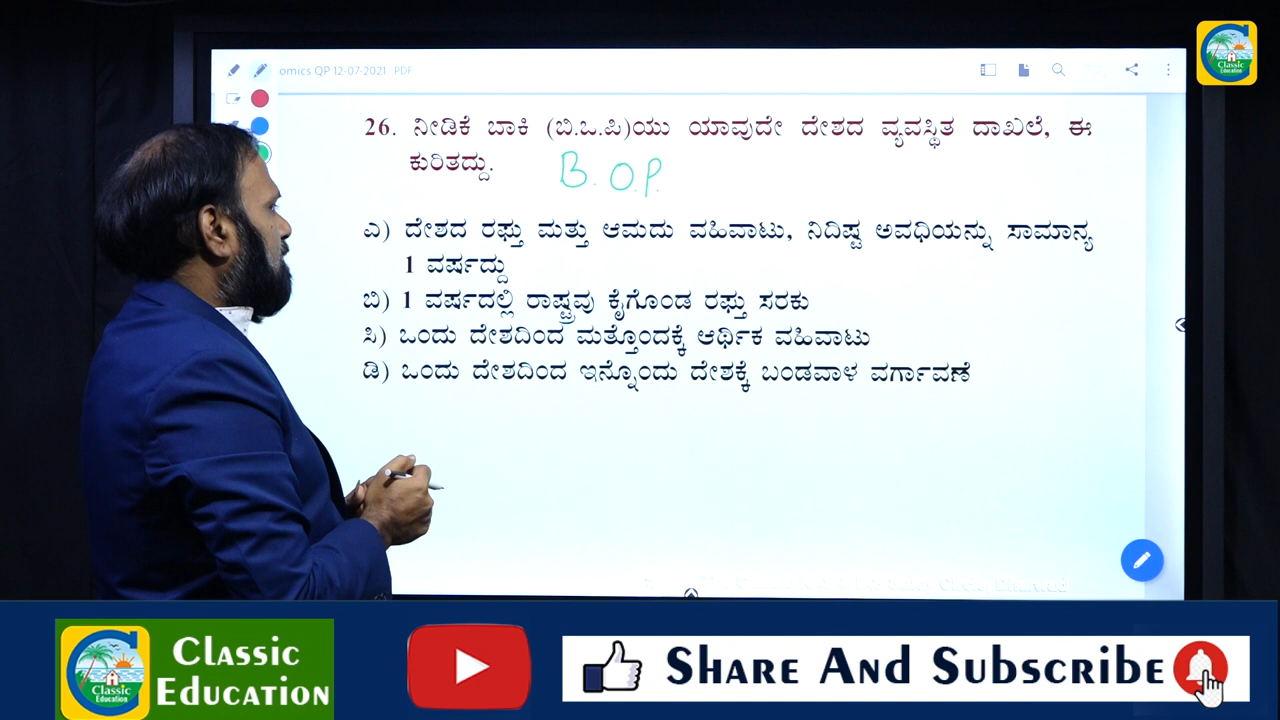 Classic
Education
omics QP 12-07-2021 PDF
26. ನೀಡಿಕೆ ಬಾಕಿ (ಬಿ.ಒ.ಪಿ)ಯು ಯಾವುದೇ ದೇಶದ ವ್ಯವಸ್ಥಿತ ದಾಖಲೆ, ಈ
ಕುರಿತದ್ದು.
B. O.P.
ಎ) ದೇಶದ ರಫ್ತು ಮತ್ತು ಆಮದು ವಹಿವಾಟು, ನಿದಿಷ್ಟ ಅವಧಿಯನ್ನು ಸಾಮಾನ್ಯ
1 ವರ್ಷದ್ದು
ಬಿ) 1 ವರ್ಷದಲ್ಲಿ ರಾಷ್ಟ್ರವು ಕೈಗೊಂಡ ರಫ್ತು ಸರಕು
ಸಿ) ಒಂದು ದೇಶದಿಂದ ಮತ್ತೊಂದಕ್ಕೆ ಆರ್ಥಿಕ ವಹಿವಾಟು
ಡಿ) ಒಂದು ದೇಶದಿಂದ ಇನ್ನೊಂದು ದೇಶಕ್ಕೆ ಬಂಡವಾಳ ವರ್ಗಾವಣೆ
Classic
Education
Classic
Education
Share And Subscribe